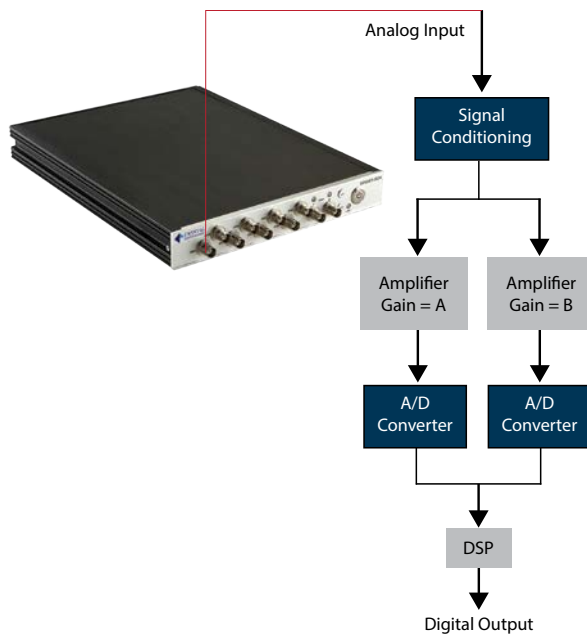 Analog Input
Signal
Conditioning
Amplifier
Gain = A
Amplifier
Gain = B
A/D
Converter
A/D
Converter
DSP
Digital Output